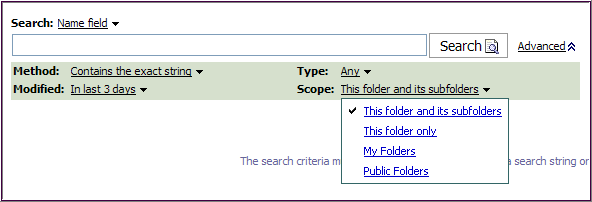 Search: Name field
Search Advanced
Method: Contains the exact string Type: Any
Modified: In last 3 days Scope: This folder and its subfolders
This folder and its subfolders
This folder only
My Folders
The search criteria m a search string or
Public Folders